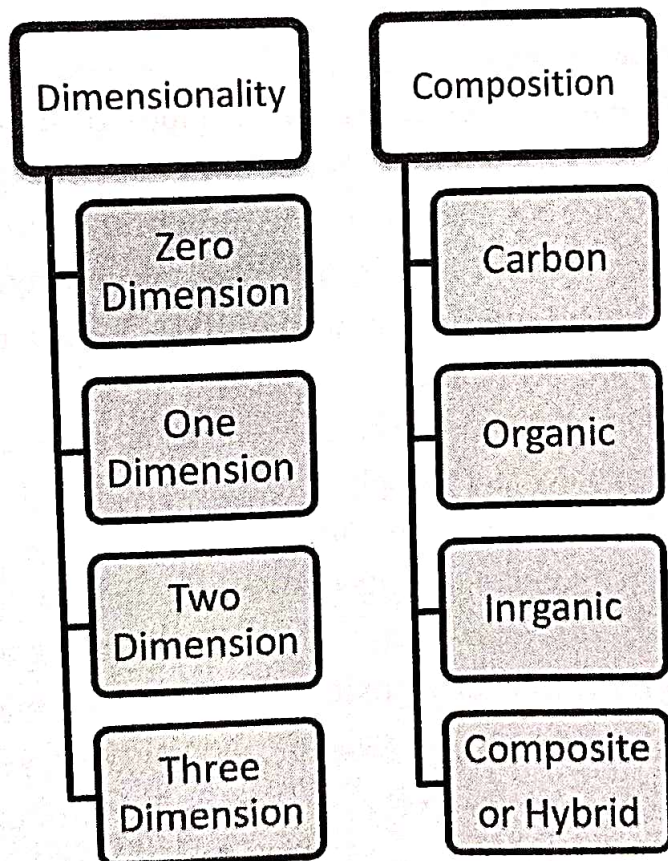 Dimensionality
Zero
Dimension
One
Dimension
Two
Dimension
Three
Dimension
Composition
Carbon
Organic
Inrganic
Composite
or Hybrid